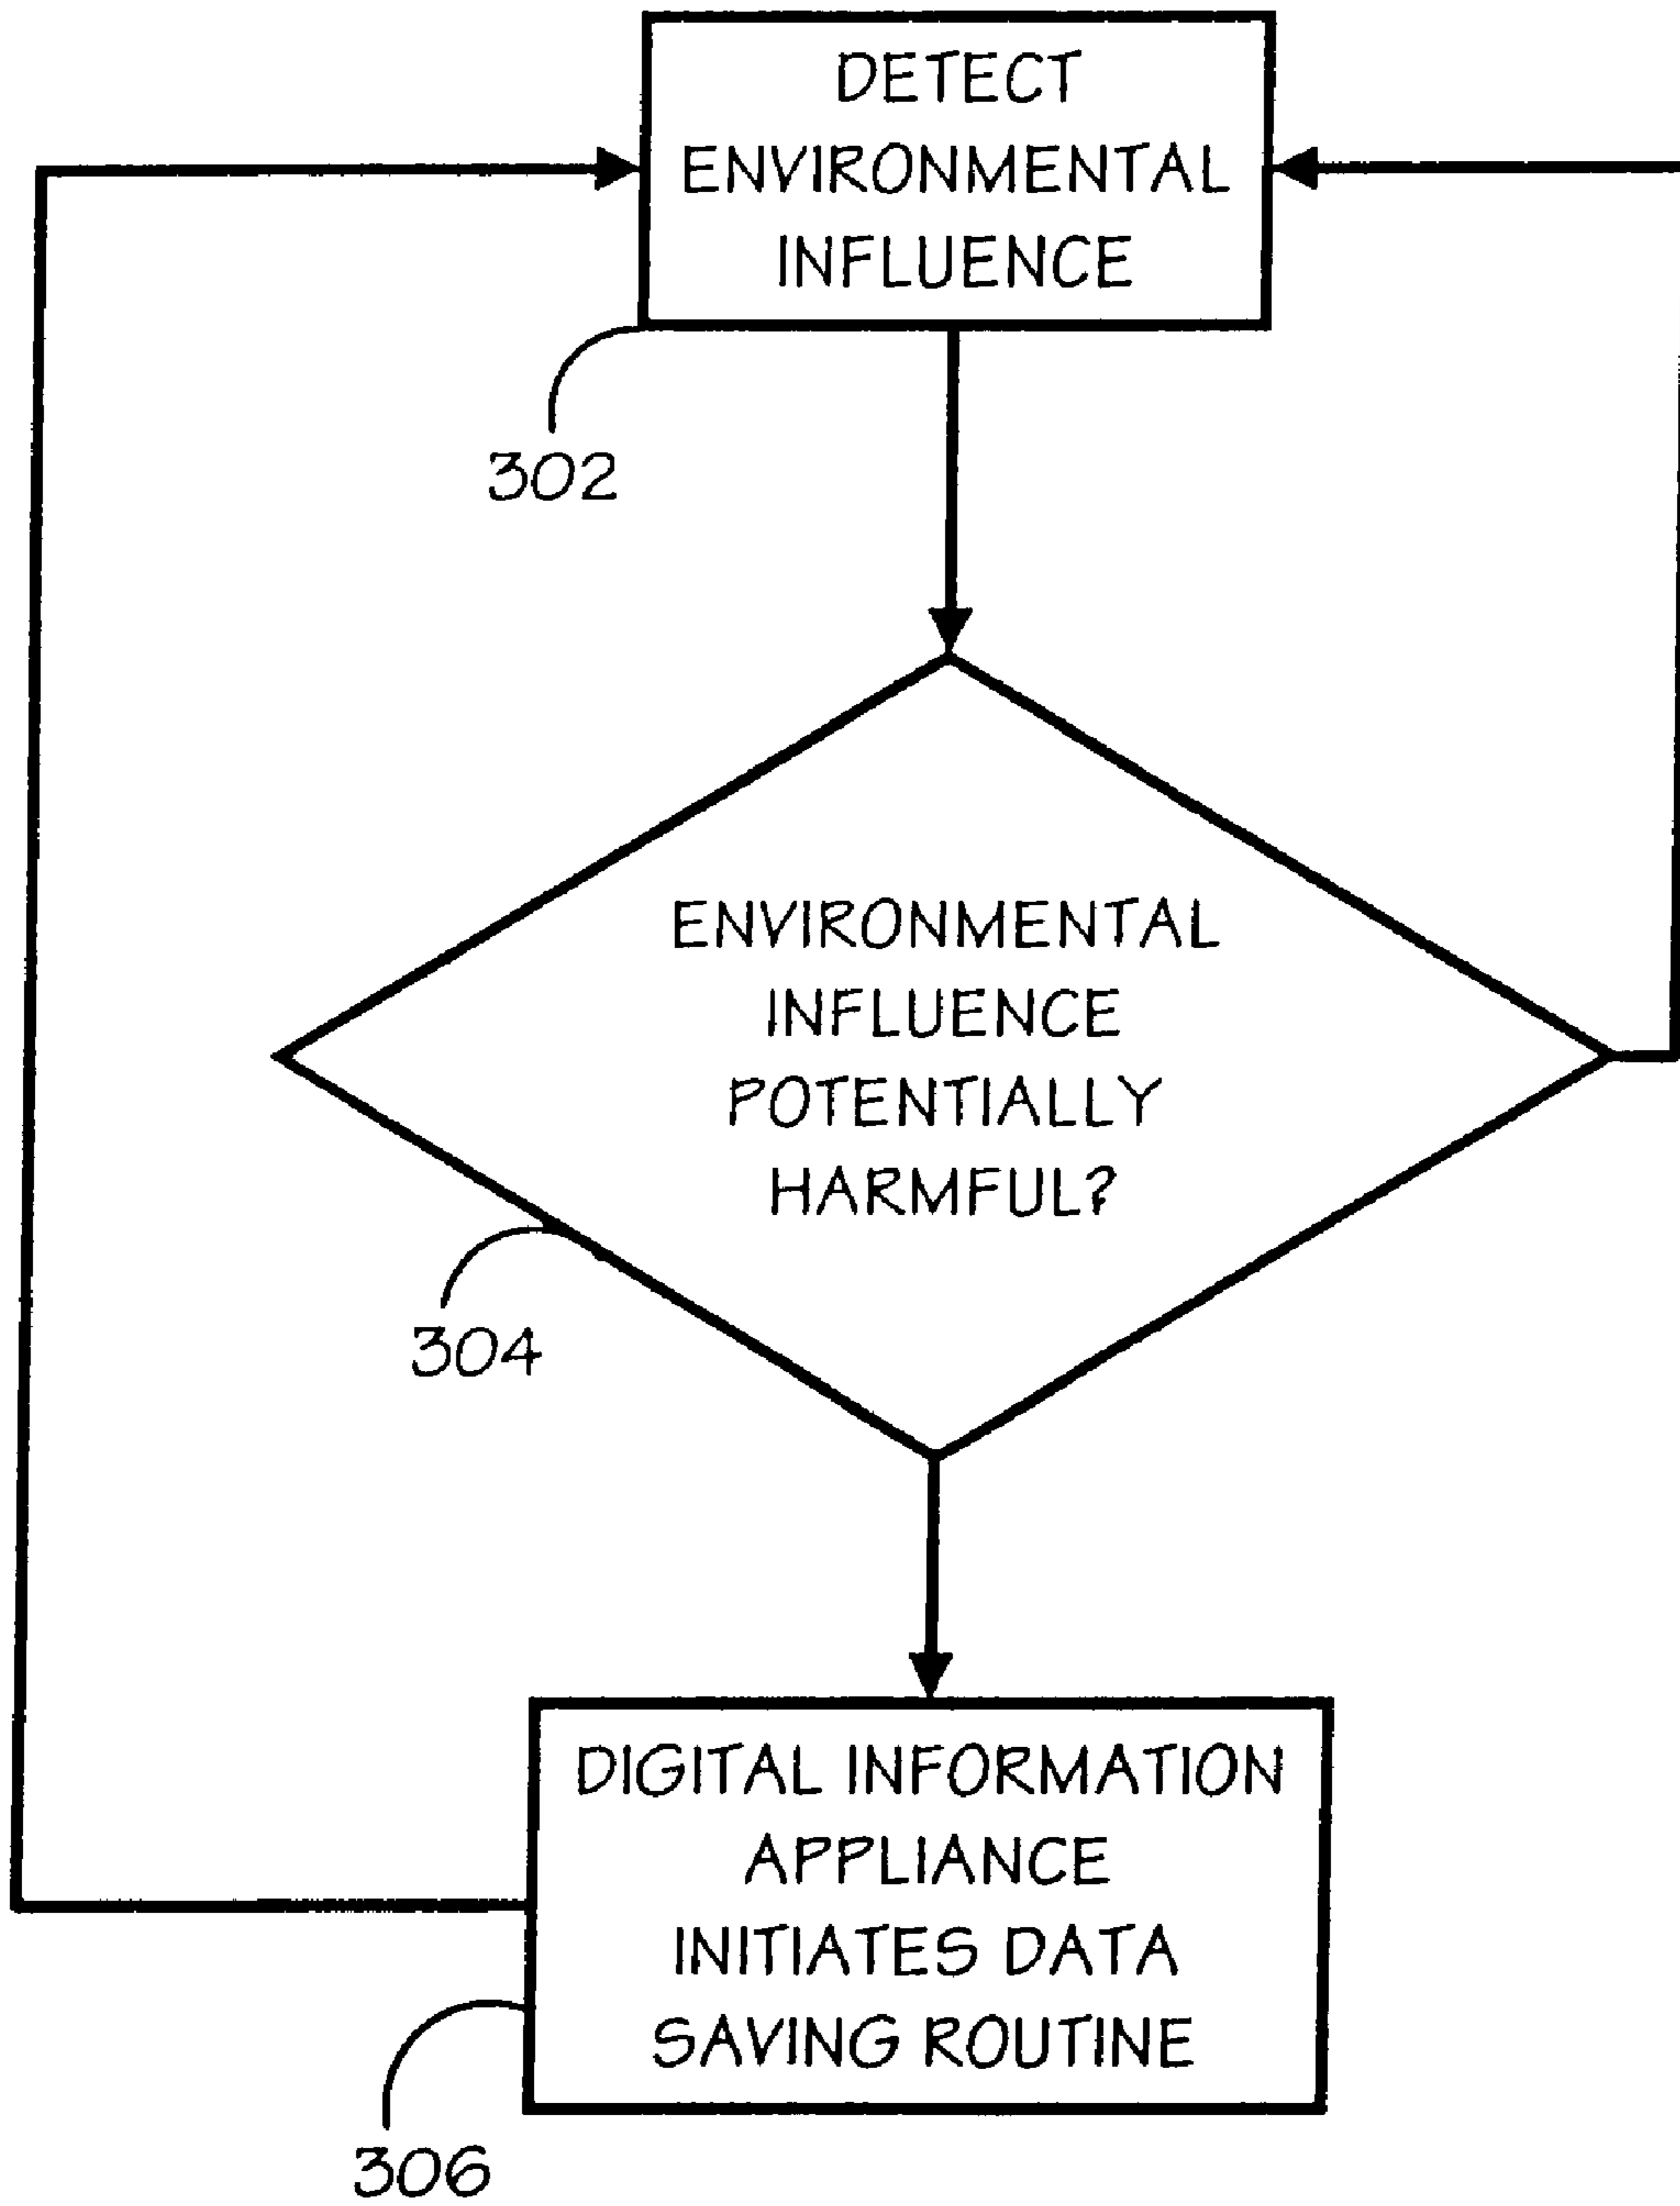 DETECT
ENVIRONMENTAL
INFLUENCE
302
ENVIRONMENTAL
INFLUENCE
POTENTIALLY
HARMFUL?
304
DIGITAL INFORMATION
APPLIANCE
INITIATES DATA
SAVING ROUTINE
306